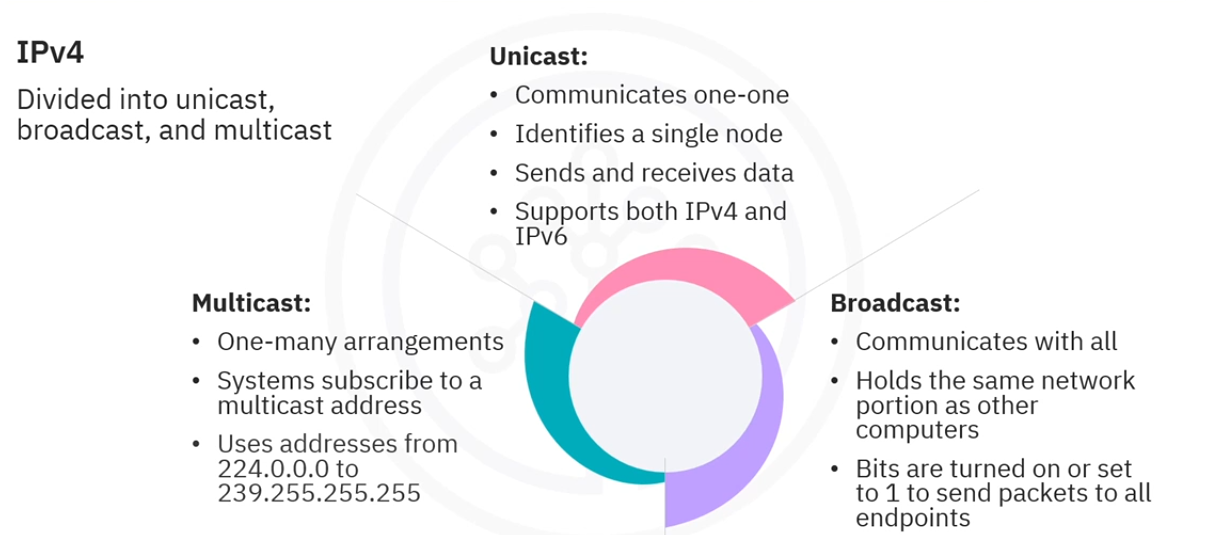 IPv4
Divided into unicast,
broadcast, and multicast
Unicast:
• Communicates one-one
• Identifies a single node
• Sends and receives data
• Supports both IPv4 and
IPv6
Multicast:
• One-many arrangements
• Systems subscribe to a
multicast address
• Uses addresses from
224.0.0.0 to
239.255.255.255
Broadcast:
• Communicates with all
• Holds the same network
portion as other
computers
• Bits are turned on or set
to 1 to send packets to all
endpoints